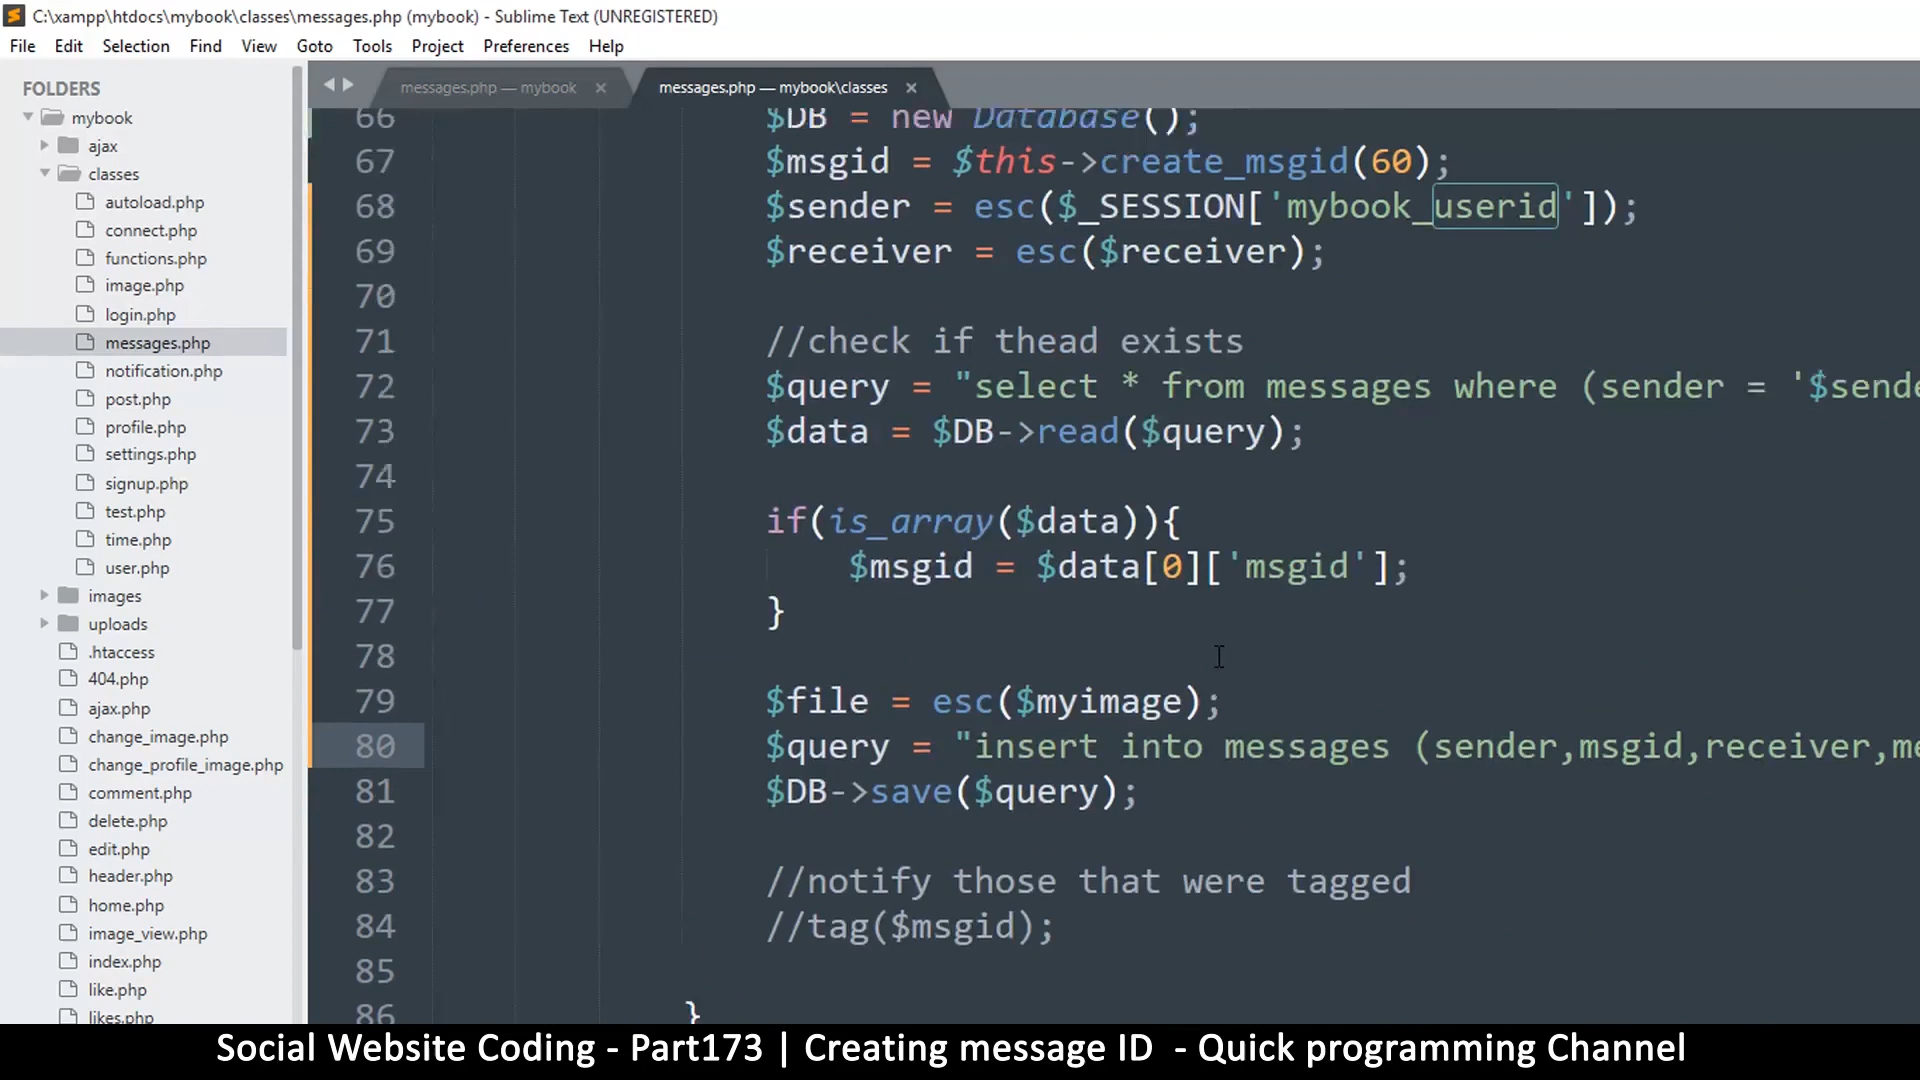 C:\xampp\htdocs\mybook\classes\messages.php (mybook) - Sublime Text (UNREGISTERED)
File Edit Selection Find View Goto Tools Project Preferences Help
FOLDERS
mybook
ajax
classes
autoload.php
connect.php
functions.php
image.php
login.php
messages.php
notification.php
post.php
profile.php
settings.php
signup.php
test.php
time.php
user.php
images
uploads
.htaccess
404.php
ajax.php
change_image.php
change_profile_image.php
comment.php
delete.php
edit.php
header.php
home.php
image_view.php
index.php
like.php
likes.php
messages.php — mybook × messages.php — mybook\classes ×
66 $DB = new Database();
67 $msgid = $this->create_msgid(60);
68 $sender = esc($_SESSION['mybook_userid']);
69 $receiver = esc($receiver);
70
71 //check if thead exists
72 $query = "select * from messages where (sender = '$sende
73 $data = $DB->read($query);
74
75 if(is_array($data)){
76 $msgid = $data[0]['msgid'];
77 }
78
79 $file = esc($myimage);
80 $query = "insert into messages (sender,msgid,receiver,me
81 $DB->save($query);
82
83 //notify those that were tagged
84 //tag($msgid);
85
86 }
Social Website Coding - Part173 | Creating message ID - Quick programming Channel